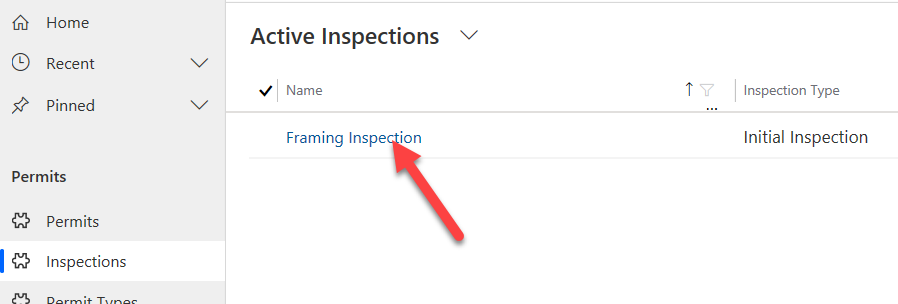 Home
Recent
Pinned
Permits
Permits
Inspections
Permit Types
Active Inspections
Name
...
Inspection Type
Framing Inspection
Initial Inspection